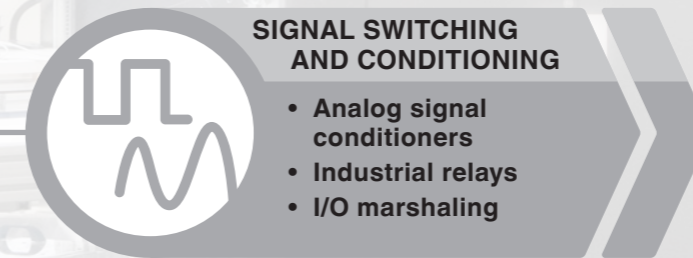 SIGNAL SWITCHING
AND CONDITIONING
• Analog signal
conditioners
• Industrial relays
• I/O marshaling